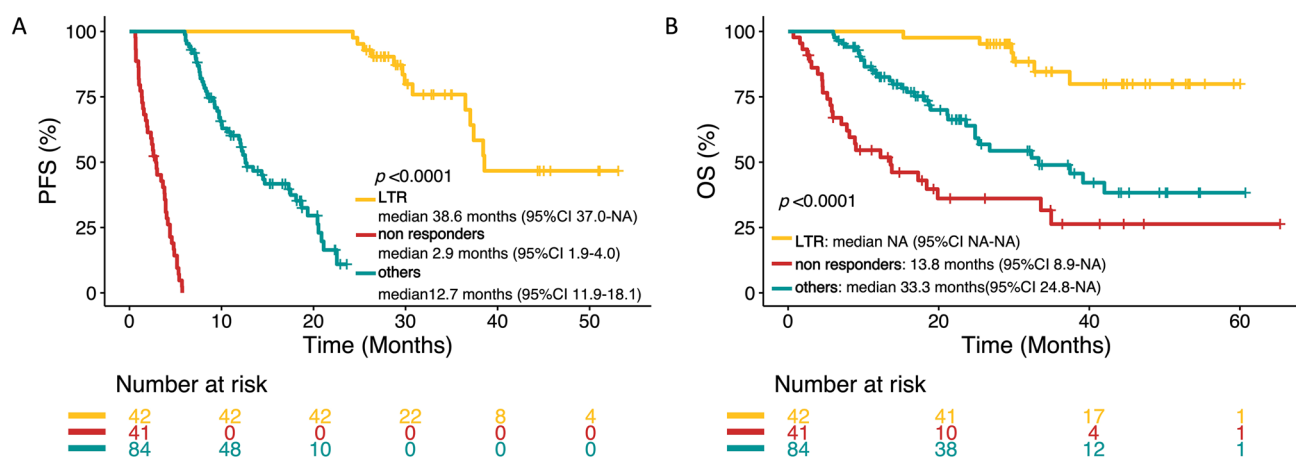 A
PFS (%)
100
75
50
25
0
p <0.0001
LTR
median 38.6 months (95%CI 37.0-NA)
non responders
median 2.9 months (95%CI 1.9-4.0)
others
median12.7 months (95%CI 11.9-18.1)
0 10 20 30 40 50
Time (Months)
Number at risk
42 42 42 22 8 4
41 0 0 0 0 0
84 48 10 0 0 0
B
OS (%)
100
75
50
25
0
p <0.0001
LTR: median NA (95%CI NA-NA)
non responders: 13.8 months (95%CI 8.9-NA)
others: median 33.3 months(95%CI 24.8-NA)
0 20 40 60
Time (Months)
Number at risk
42 41 17 1
41 10 4 1
84 38 12 1